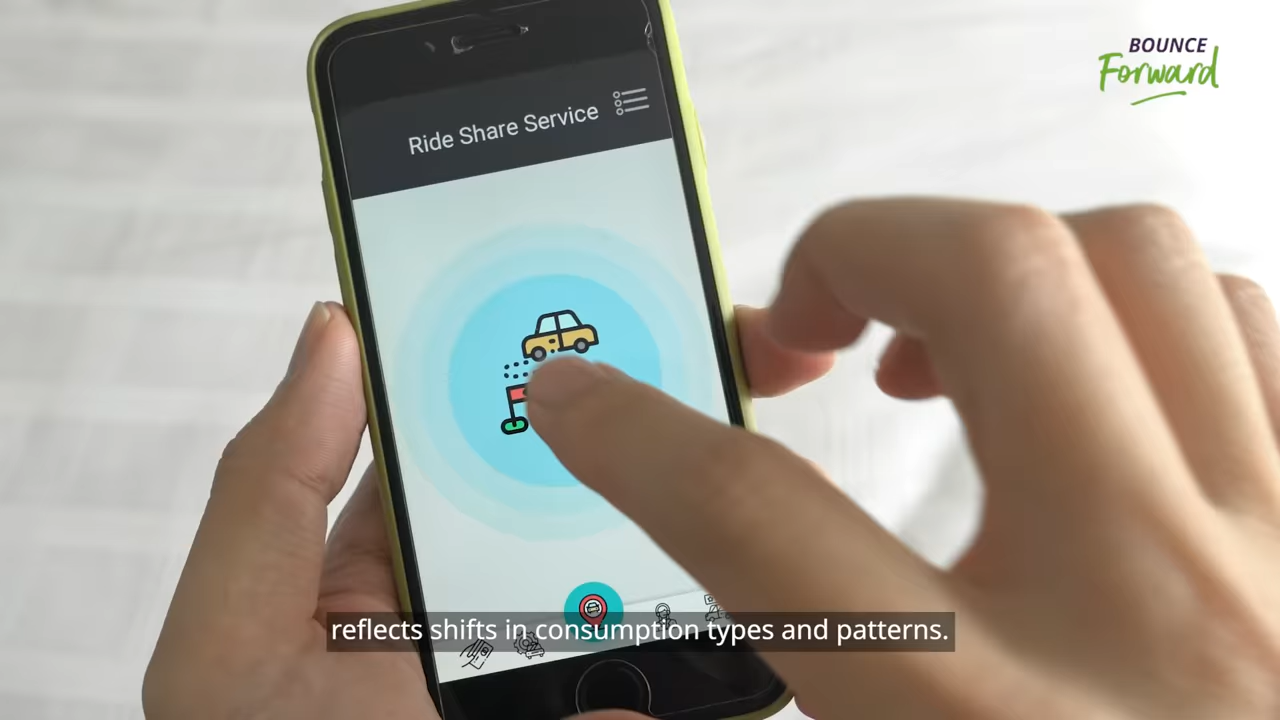 BOUNCE
Forward
Ride Share Service
reflects shifts in consumption types and patterns.